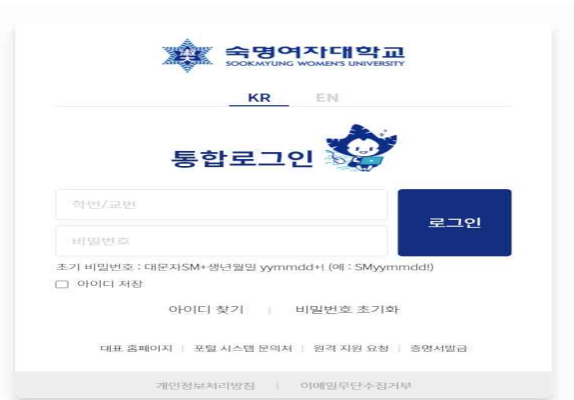 숙명여자대학교
SOOKMYUNG WOMEN'S UNIVERSITY
KR EN
통합로그인
학번/교번
로그인
비밀번호
초기 비밀번호 : 대문자SM+생년월일 yymmdd+! (예 : SMyymmdd!)
아이디 저장
아이디 찾기 | 비밀번호 초기화
대표 홈페이지 | 포털 시스템 문의처 | 원격 지원 요청 | 증명서발급
개인정보처리방침 | 이메일무단수집거부